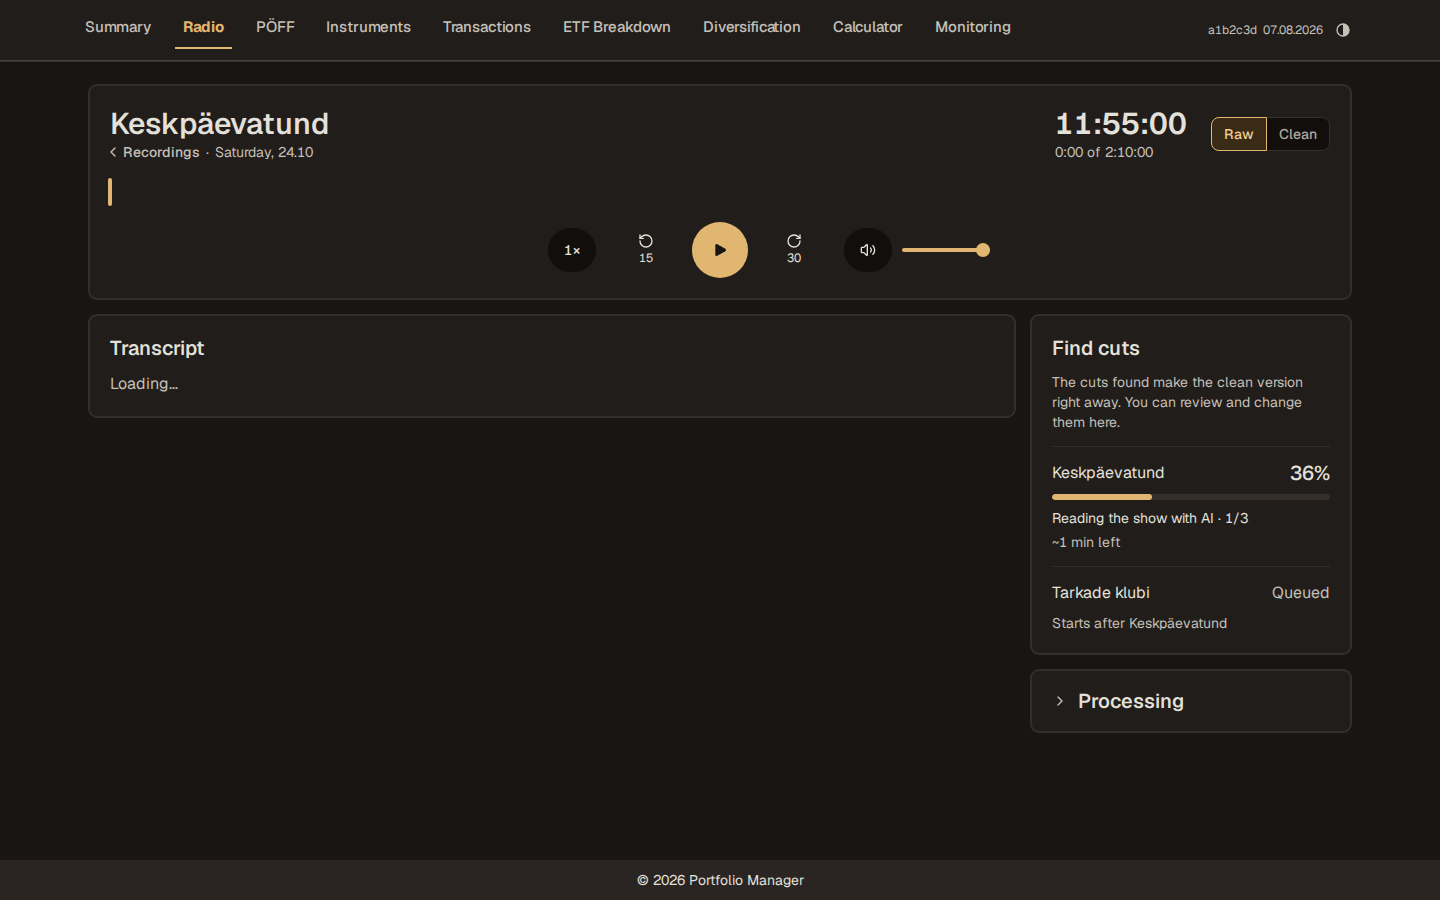 Summary Radio PÖFF Instruments Transactions ETF Breakdown Diversification Calculator Monitoring a1b2c3d 07.08.2026
Keskpäevatund
Recordings · Saturday, 24.10
11:55:00
0:00 of 2:10:00
Raw Clean
1×
15
30
Transcript
Loading...
Find cuts
The cuts found make the clean version
right away. You can review and change
them here.
Keskpäevatund 36%
Reading the show with AI · 1/3
~1 min left
Tarkade klubi Queued
Starts after Keskpäevatund
Processing
© 2026 Portfolio Manager